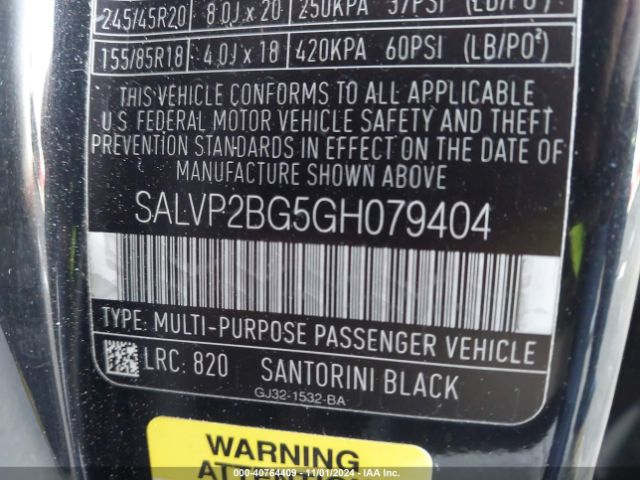 245/45R20 8.0J x 20 250KPA 37PSI (LB/PO²)
T55/85R18 4.0J x 18 420KPA 60PSI (LB/PO²)
THIS VEHICLE CONFORMS TO ALL APPLICABLE
U.S. FEDERAL MOTOR VEHICLE SAFETY AND THEFT
PREVENTION STANDARDS IN EFFECT ON THE DATE OF
MANUFACTURE SHOWN ABOVE
SALVP2BG5GH079404
TYPE: MULTI-PURPOSE PASSENGER VEHICLE
LRC: 820 SANTORINI BLACK
GJ32-1532-BA
WARNING
000-40764409 - 11/01/2024 - IAAI.COM